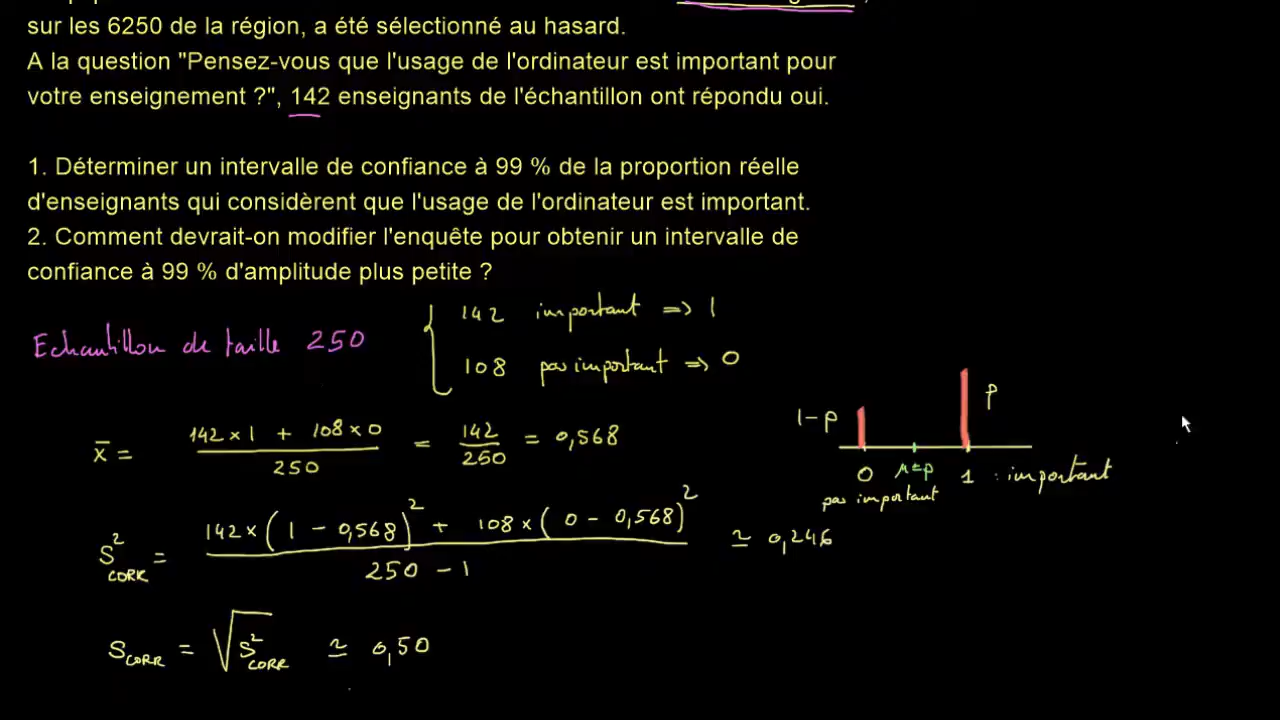 sur les 6250 de la région, a été sélectionné au hasard.
A la question "Pensez-vous que l'usage de l'ordinateur est important pour
votre enseignement ?", 142 enseignants de l'échantillon ont répondu oui.
1. Déterminer un intervalle de confiance à 99 % de la proportion réelle
d'enseignants qui considèrent que l'usage de l'ordinateur est important.
2. Comment devrait-on modifier l'enquête pour obtenir un intervalle de
confiance à 99 % d'amplitude plus petite ?
Echantillon de taille 250
142 important => 1
108 pas important => 0
x̄ = (142 × 1 + 108 × 0) / 250 = 142 / 250 = 0,568
1-p
p
0 μ=p 1 : important
pas important
S²CORR = (142 × (1 - 0,568)² + 108 × (0 - 0,568)²) / (250 - 1) ≃ 0,246
SCORR = √S²CORR ≃ 0,50